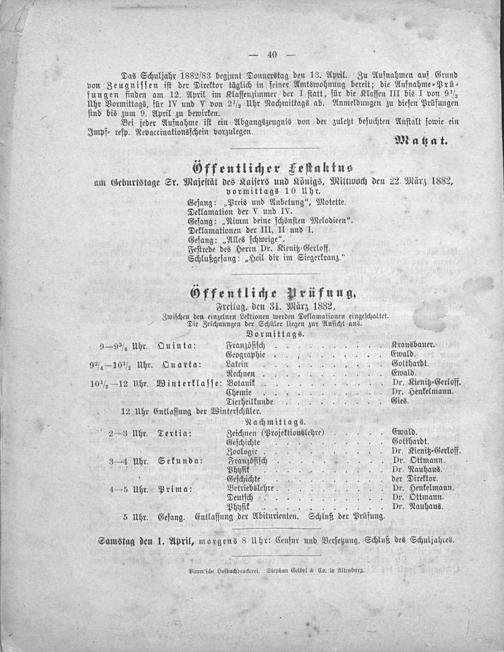 — 40 —
Das Schuljahr 1882/83 beginnt Donnerstag den 13. April. Zu Aufnahmen auf Grund
von Zeugnissen ist der Direktor täglich in seiner Amtswohnung bereit; die Aufnahme-Prü-
fungen finden am 12. April im Klassenzimmer der I statt, für die Klassen III bis I von 9½
Uhr Vormittags, für IV und V von 2½ Uhr Nachmittags ab. Anmeldungen zu diesen Prüfungen
sind bis zum 9. April zu bewirken.
Bei jeder Aufnahme ist ein Abgangszeugnis von der zuletzt besuchten Anstalt sowie ein
Impf- resp. Revaccinationsschein vorzulegen.
Matzat.
Öffentlicher Festaktus
am Geburtstage Sr. Majestät des Kaisers und Königs, Mittwoch den 22. März 1882,
vormittags 10 Uhr.
Gesang: „Preis und Anbetung“, Motette.
Deklamation der V und IV.
Gesang: „Nimm deine schönsten Melodieen“.
Deklamationen der III, II und I.
Gesang: „Alles schweige“.
Festrede des Herrn Dr. Kienitz-Gerloff.
Schlußgesang: „Heil dir im Siegerkranz.“
Öffentliche Prüfung,
Freitag, den 31. März 1882,
Zwischen den einzelnen Lektionen werden Deklamationen eingeschaltet.
Die Zeichnungen der Schüler liegen zur Ansicht aus.
Vormittags.
9—9¾ Uhr. Quinta: Französisch . . . . . . . . Kransbauer.
Geographie . . . . . . . . Ewald.
9¾—10½ Uhr. Quarta: Latein . . . . . . . . Gotthardt.
Rechnen . . . . . . . . Ewald.
10½—12 Uhr. Winterklasse: Botanik . . . . . . . . Dr. Kienitz-Gerloff.
Chemie . . . . . . . . Dr. Henkelmann.
Tierheilkunde . . . . . . . . Gies.
12 Uhr Entlassung der Winterschüler.
Nachmittags.
2—3 Uhr. Tertia: Zeichnen (Projektionslehre) . . . . Ewald.
Geschichte . . . . . . . . Gotthardt.
Zoologie . . . . . . . . Dr. Kienitz-Gerloff.
3—4 Uhr. Sekunda: Französisch . . . . . . . . Dr. Ottmann.
Physik . . . . . . . . Dr. Nauhaus.
Geschichte . . . . . . . . der Direktor.
4—5 Uhr. Prima: Betriebslehre . . . . . . . . Dr. Henkelmann.
Deutsch . . . . . . . . Dr. Ottmann.
Physik . . . . . . . . Dr. Nauhaus.
5 Uhr. Gesang. Entlassung der Abiturienten. Schluß der Prüfung.
Samstag den 1. April, morgens 8 Uhr: Censur und Versetzung. Schluß des Schuljahres.
Pierer'sche Hofbuchdruckerei. Stephan Geibel & Co. in Altenburg.